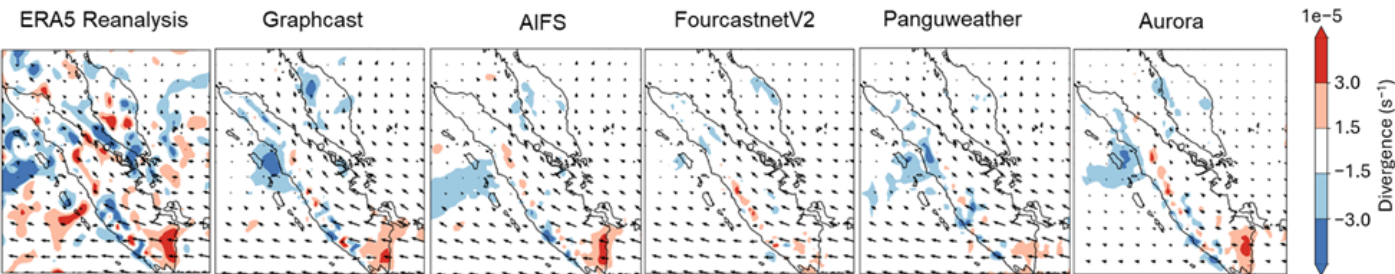 ERA5 Reanalysis
Graphcast
AIFS
FourcastnetV2
Panguweather
Aurora
1e−5
3.0
1.5
−1.5
−3.0
Divergence (s⁻¹)